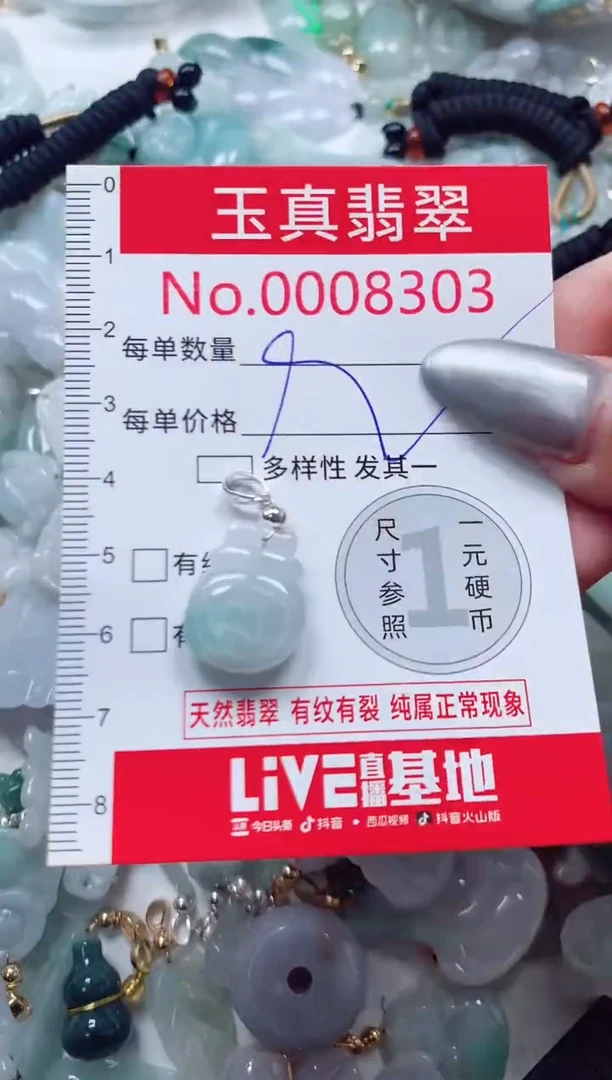 0
玉真翡翠
1
No.0008303
2
每单数量
3
每单价格
4
多样性 发其一
尺寸参照
1
一元硬币
5
有
6
7
天然翡翠 有纹有裂 纯属正常现象
LiVE直播基地
8
头条 今日头条 抖音 • 西瓜视频 抖音火山版